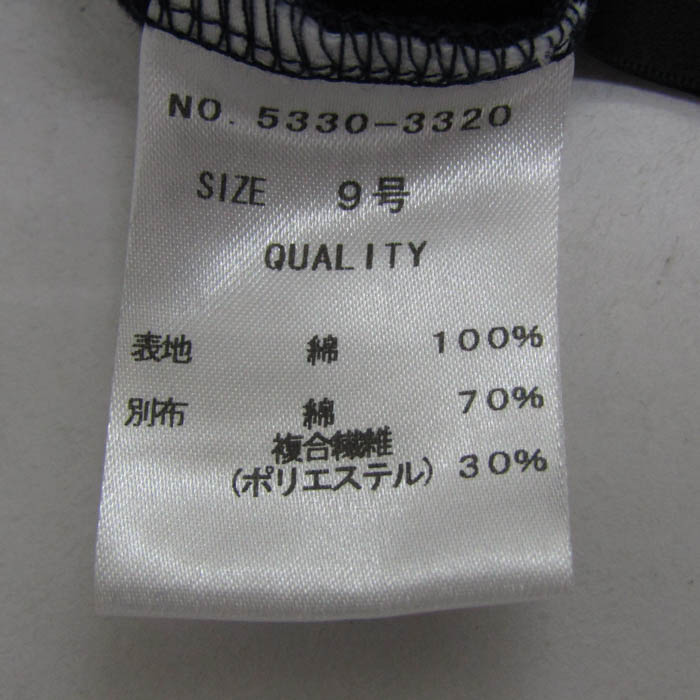 NO. 5330-3320
SIZE 9号
QUALITY
表地 綿 100%
別布 綿 70%
複合繊維
(ポリエステル) 30%